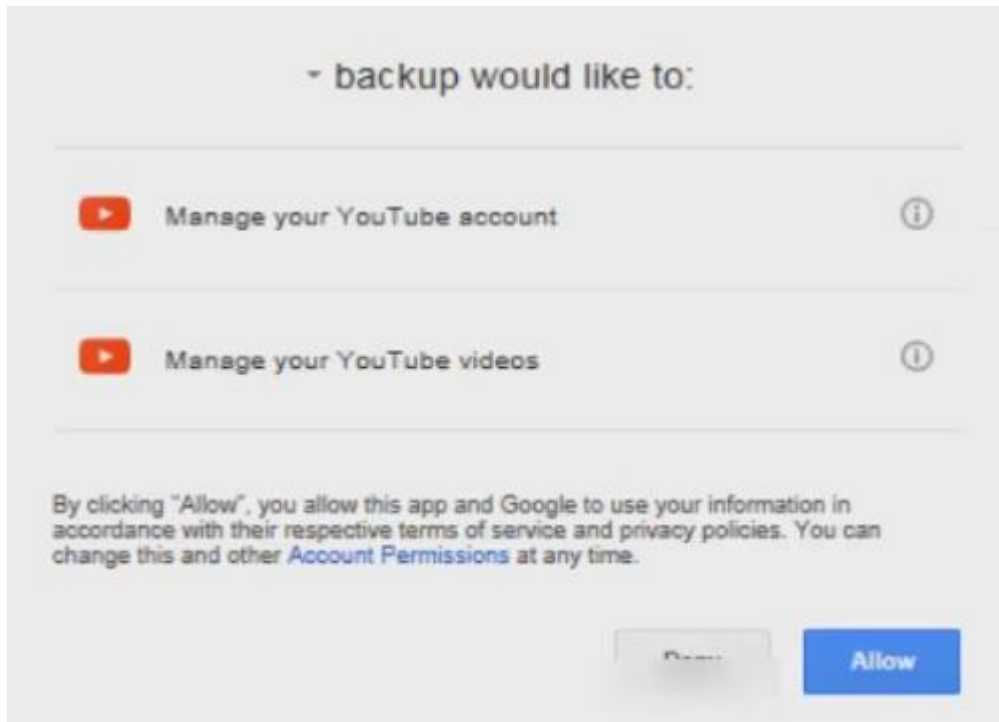 backup would like to:
Manage your YouTube account
Manage your YouTube videos
By clicking "Allow", you allow this app and Google to use your information in
accordance with their respective terms of service and privacy policies. You can
change this and other Account Permissions at any time.
Allow